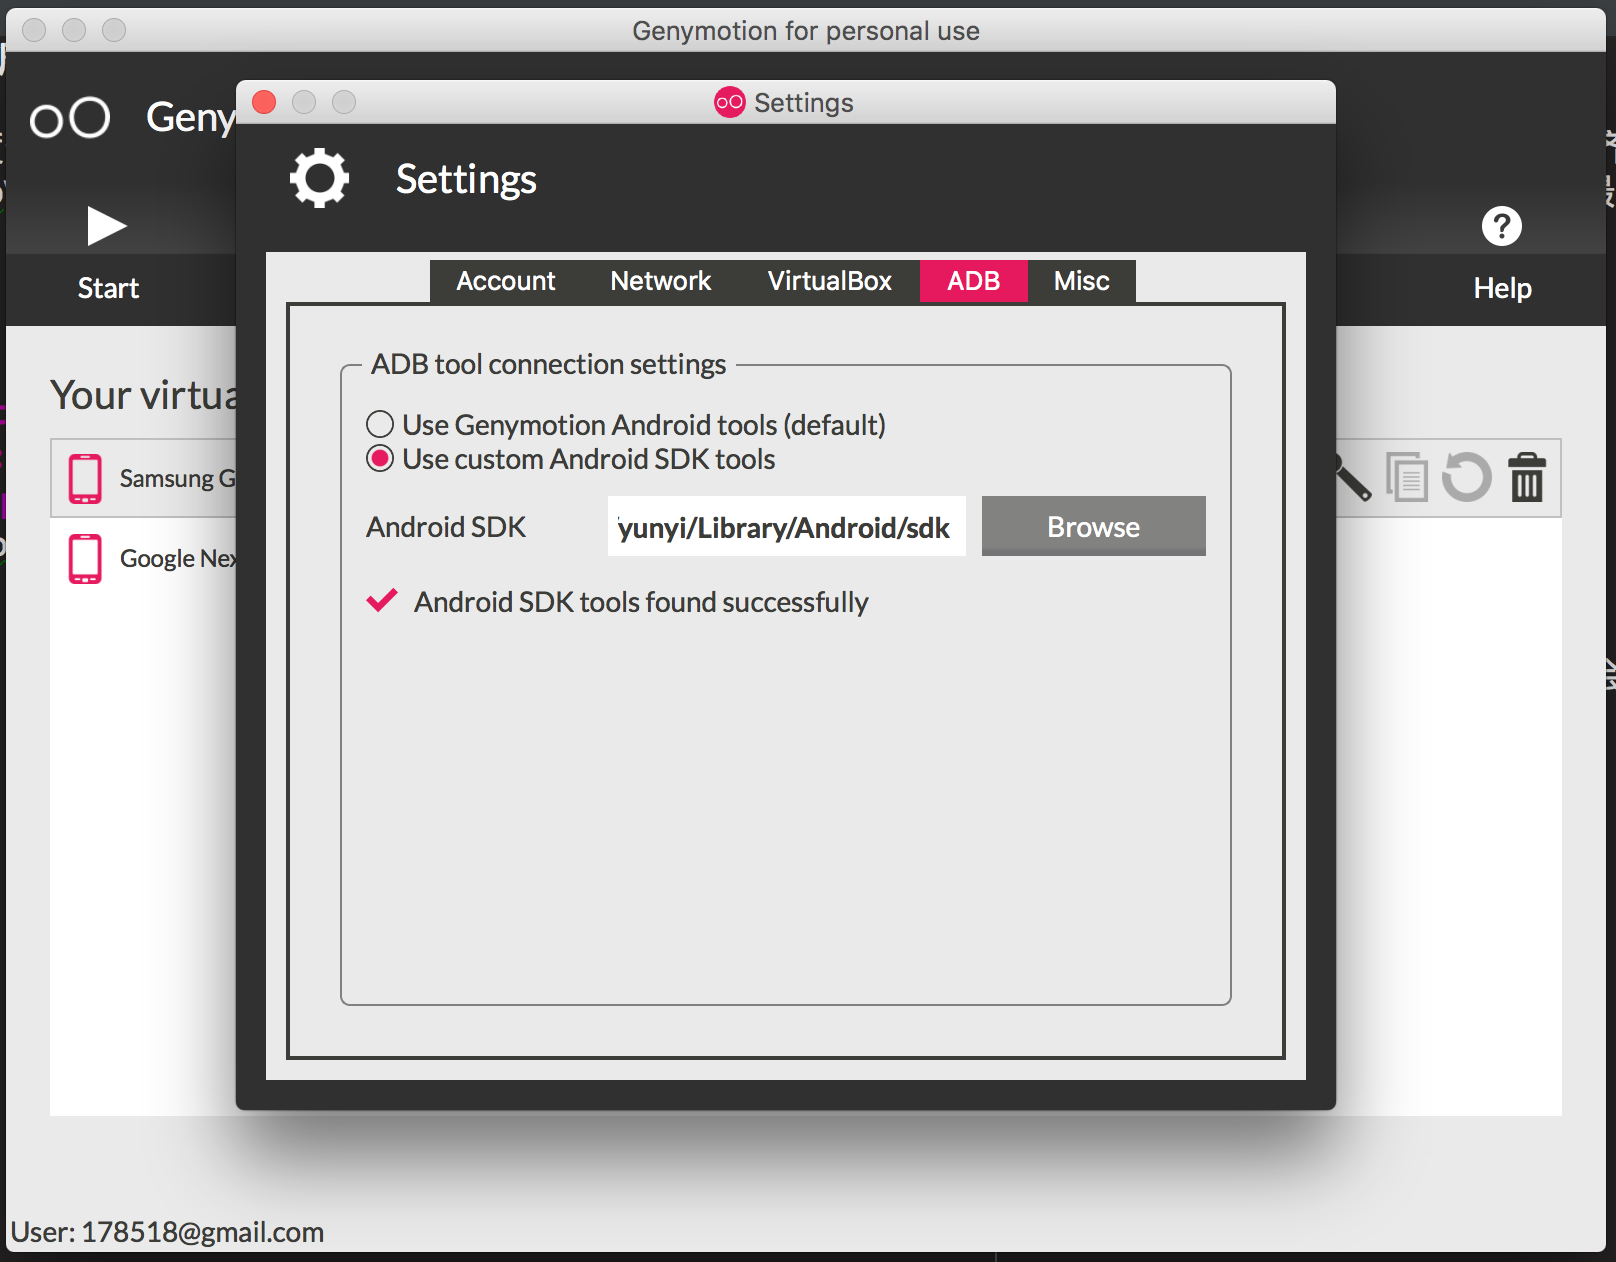 Genymotion for personal use
Geny
Settings
Settings
Start
Help
Account Network VirtualBox ADB Misc
Your virtua
ADB tool connection settings
Use Genymotion Android tools (default)
Use custom Android SDK tools
Samsung G
Android SDK yunyi/Library/Android/sdk Browse
Google Nex
Android SDK tools found successfully
User: 178518@gmail.com